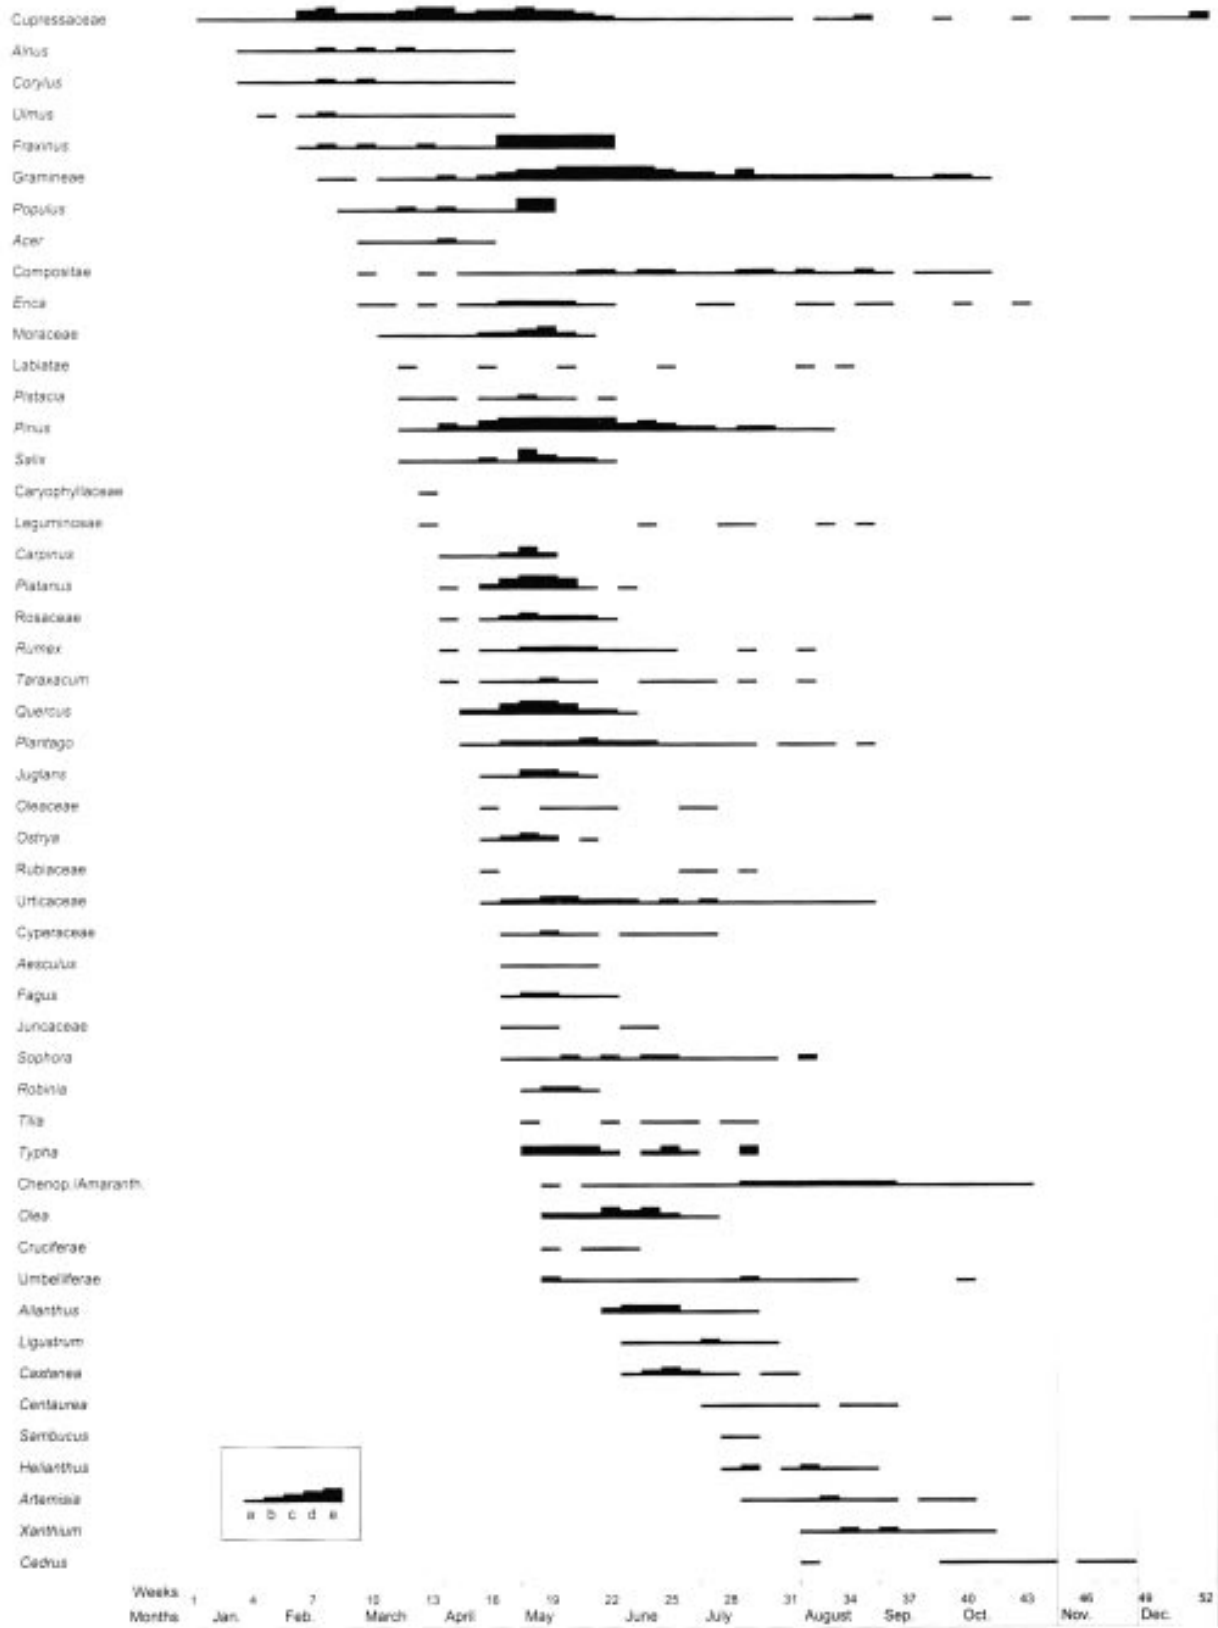 Cupressaceae
Alnus
Corylus
Ulmus
Fraxinus
Gramineae
Populus
Acer
Compositae
Erica
Moraceae
Labiatae
Pistacia
Pinus
Salix
Caryophyllaceae
Leguminosae
Carpinus
Platanus
Rosaceae
Rumex
Taraxacum
Quercus
Plantago
Juglans
Oleaceae
Ostrya
Rubiaceae
Urticaceae
Cyperaceae
Aesculus
Fagus
Juncaceae
Sophora
Robinia
Tilia
Typha
Chenop./Amaranth.
Olea
Cruciferae
Umbelliferae
Ailanthus
Ligustrum
Castanea
Centaurea
Sambucus
Helianthus
Artemisia
a b c d e
Xanthium
Cedrus
Weeks 1 4 7 10 13 16 19 22 25 28 31 34 37 40 43 46 49 52
Months Jan. Feb. March April May June July August Sep. Oct. Nov. Dec.